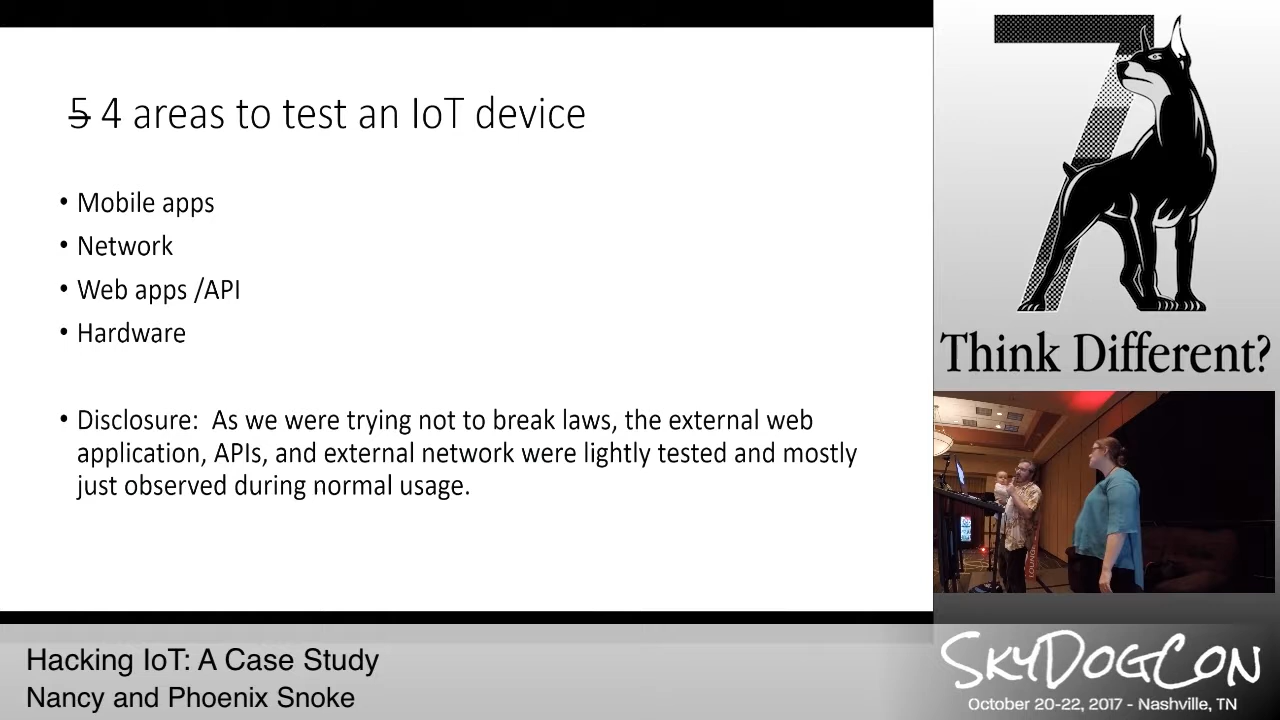 5 4 areas to test an IoT device
• Mobile apps
• Network
• Web apps /API
• Hardware
• Disclosure: As we were trying not to break laws, the external web
application, APIs, and external network were lightly tested and mostly
just observed during normal usage.
7
Think Different?
LOUNGE
Hacking IoT: A Case Study
Nancy and Phoenix Snoke
SKYDOGCON
October 20-22, 2017 - Nashville, TN